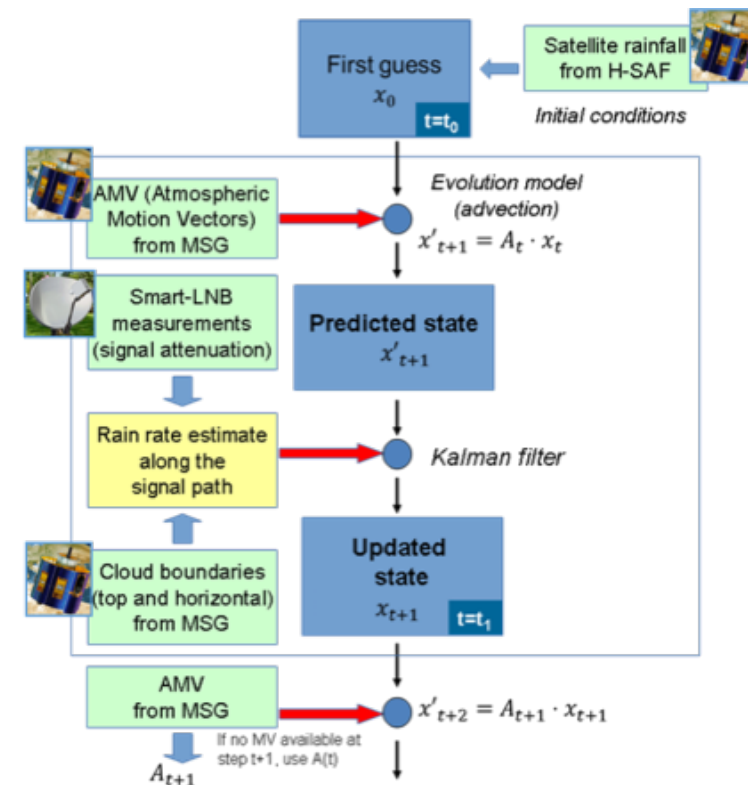 First guess
x₀
t=t₀
Satellite rainfall
from H-SAF
Initial conditions
AMV (Atmospheric
Motion Vectors)
from MSG
Evolution model
(advection)
x'ₜ₊₁ = Aₜ · xₜ
Smart-LNB
measurements
(signal attenuation)
Predicted state
x'ₜ₊₁
Rain rate estimate
along the
signal path
Kalman filter
Cloud boundaries
(top and horizontal)
from MSG
Updated
state
xₜ₊₁
t=t₁
AMV
from MSG
x'ₜ₊₂ = Aₜ₊₁ · xₜ₊₁
If no MV available at
step t+1, use A(t)
Aₜ₊₁